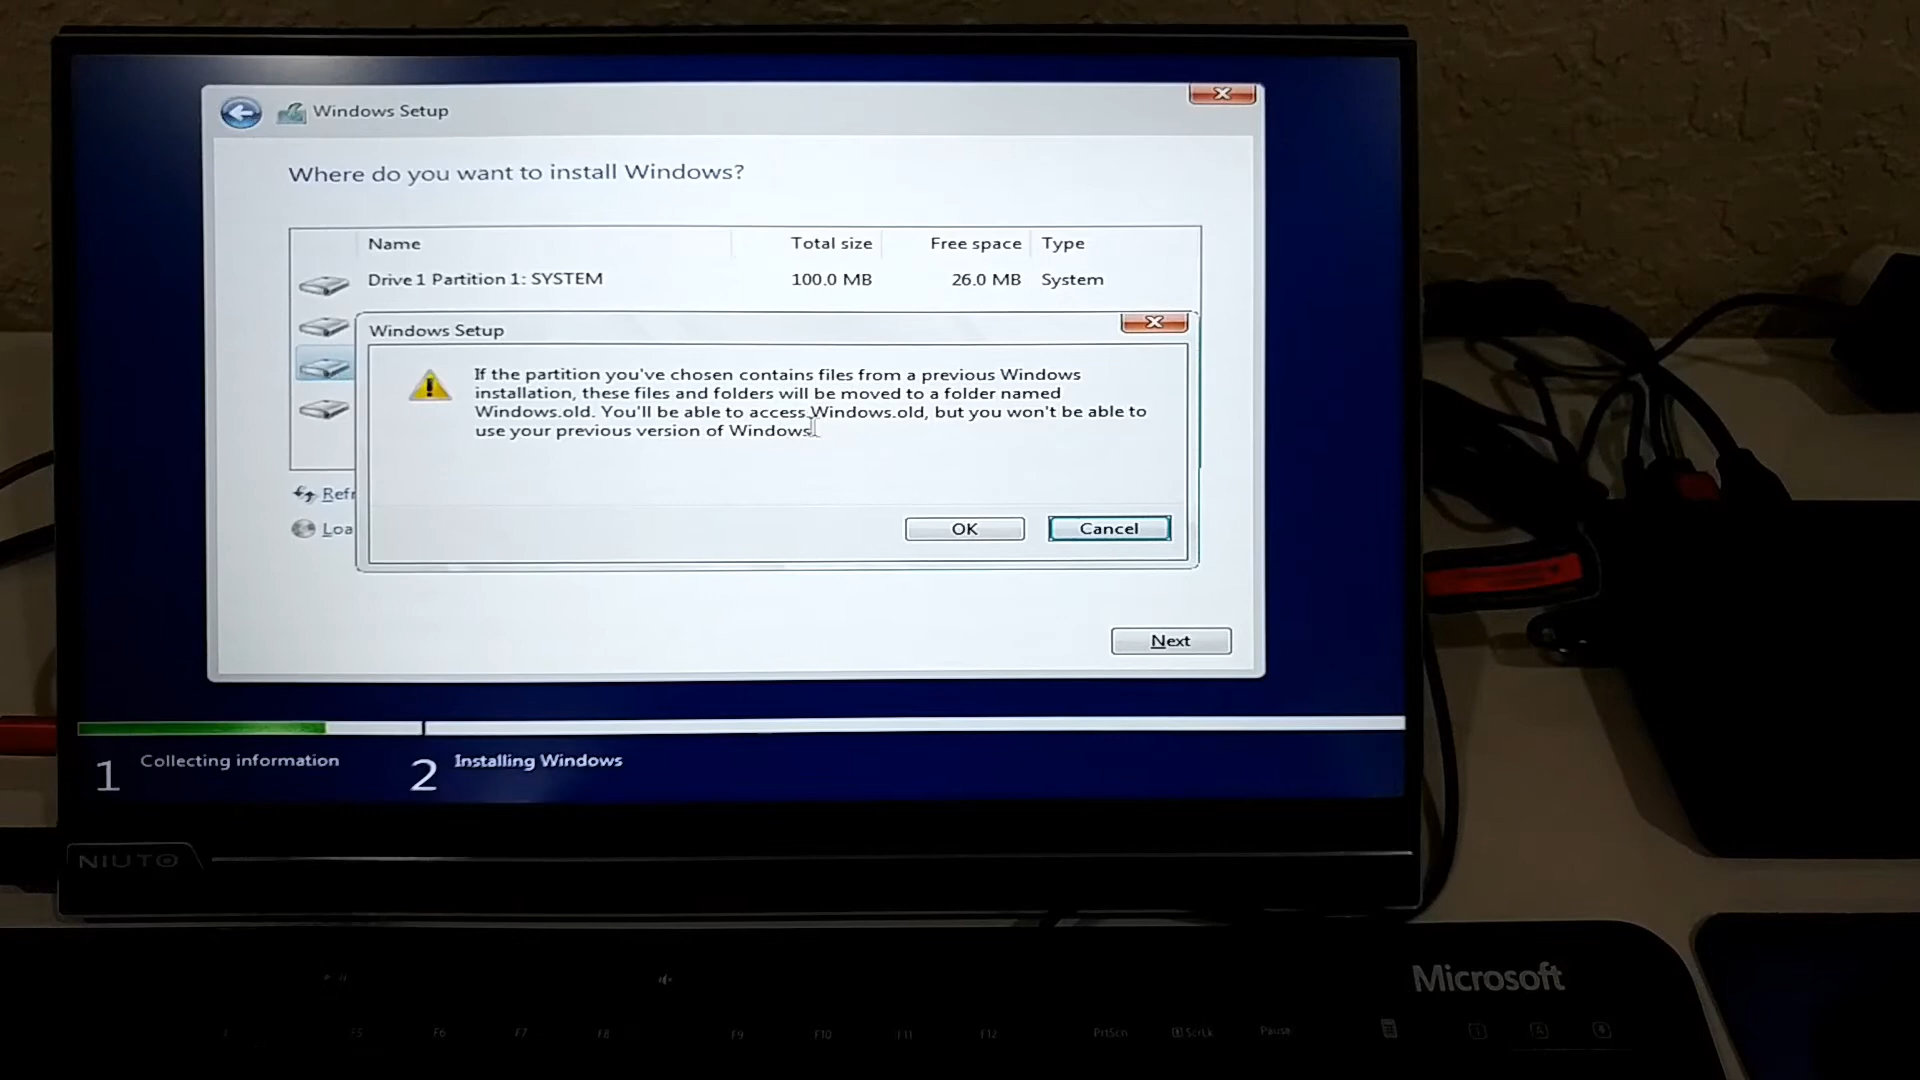 Windows Setup
Where do you want to install Windows?
Name Total size Free space Type
Drive 1 Partition 1: SYSTEM 100.0 MB 26.0 MB System
Windows Setup
If the partition you've chosen contains files from a previous Windows
installation, these files and folders will be moved to a folder named
Windows.old. You'll be able to access Windows.old, but you won't be able to
use your previous version of Windows.
OK Cancel
Refr
Loa
Next
1 Collecting information 2 Installing Windows
NIUTO
Microsoft
F5 F6 F7 F8 F9 F10 F11 F12 PrtScn ScrLk Pause